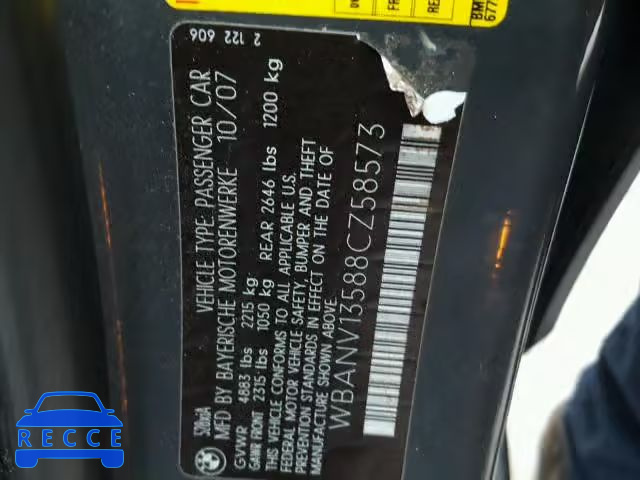 VEHICLE TYPE: PASSENGER CAR
MFD BY BAYERISCHE MOTORENWERKE 10/07
GVWR 4883 lbs 2215 kg
GAWR FRONT 2315 lbs 1050 kg REAR 2646 lbs 1200 kg
THIS VEHICLE CONFORMS TO ALL APPLICABLE U.S.
FEDERAL MOTOR VEHICLE SAFETY, BUMPER AND THEFT
PREVENTION STANDARDS IN EFFECT ON THE DATE OF
MANUFACTURE SHOWN ABOVE.
WBANV13588CZ58573
2 122 606
RECCE